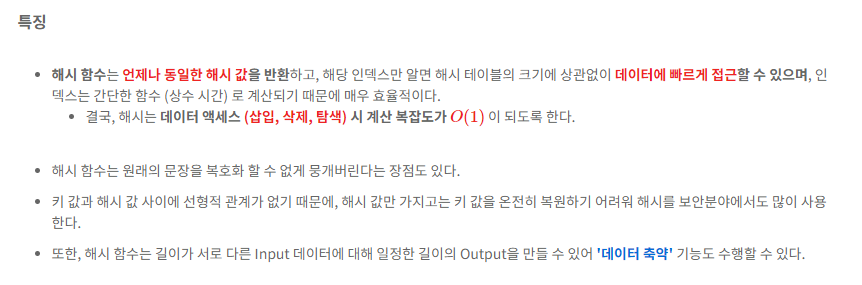 특징
해시 함수는 언제나 동일한 해시 값을 반환하고, 해당 인덱스만 알면 해시 테이블의 크기에 상관없이 데이터에 빠르게 접근할 수 있으며, 인
덱스는 간단한 함수 (상수 시간) 로 계산되기 때문에 매우 효율적이다.
결국, 해시는 데이터 액세스 (삽입, 삭제, 탐색) 시 계산 복잡도가 O(1) 이 되도록 한다.
해시 함수는 원래의 문장을 복호화 할 수 없게 뭉개버린다는 장점도 있다.
키 값과 해시 값 사이에 선형적 관계가 없기 때문에, 해시 값만 가지고는 키 값을 온전히 복원하기 어려워 해시를 보안분야에서도 많이 사용
한다.
또한, 해시 함수는 길이가 서로 다른 Input 데이터에 대해 일정한 길이의 Output을 만들 수 있어 '데이터 축약' 기능도 수행할 수 있다.